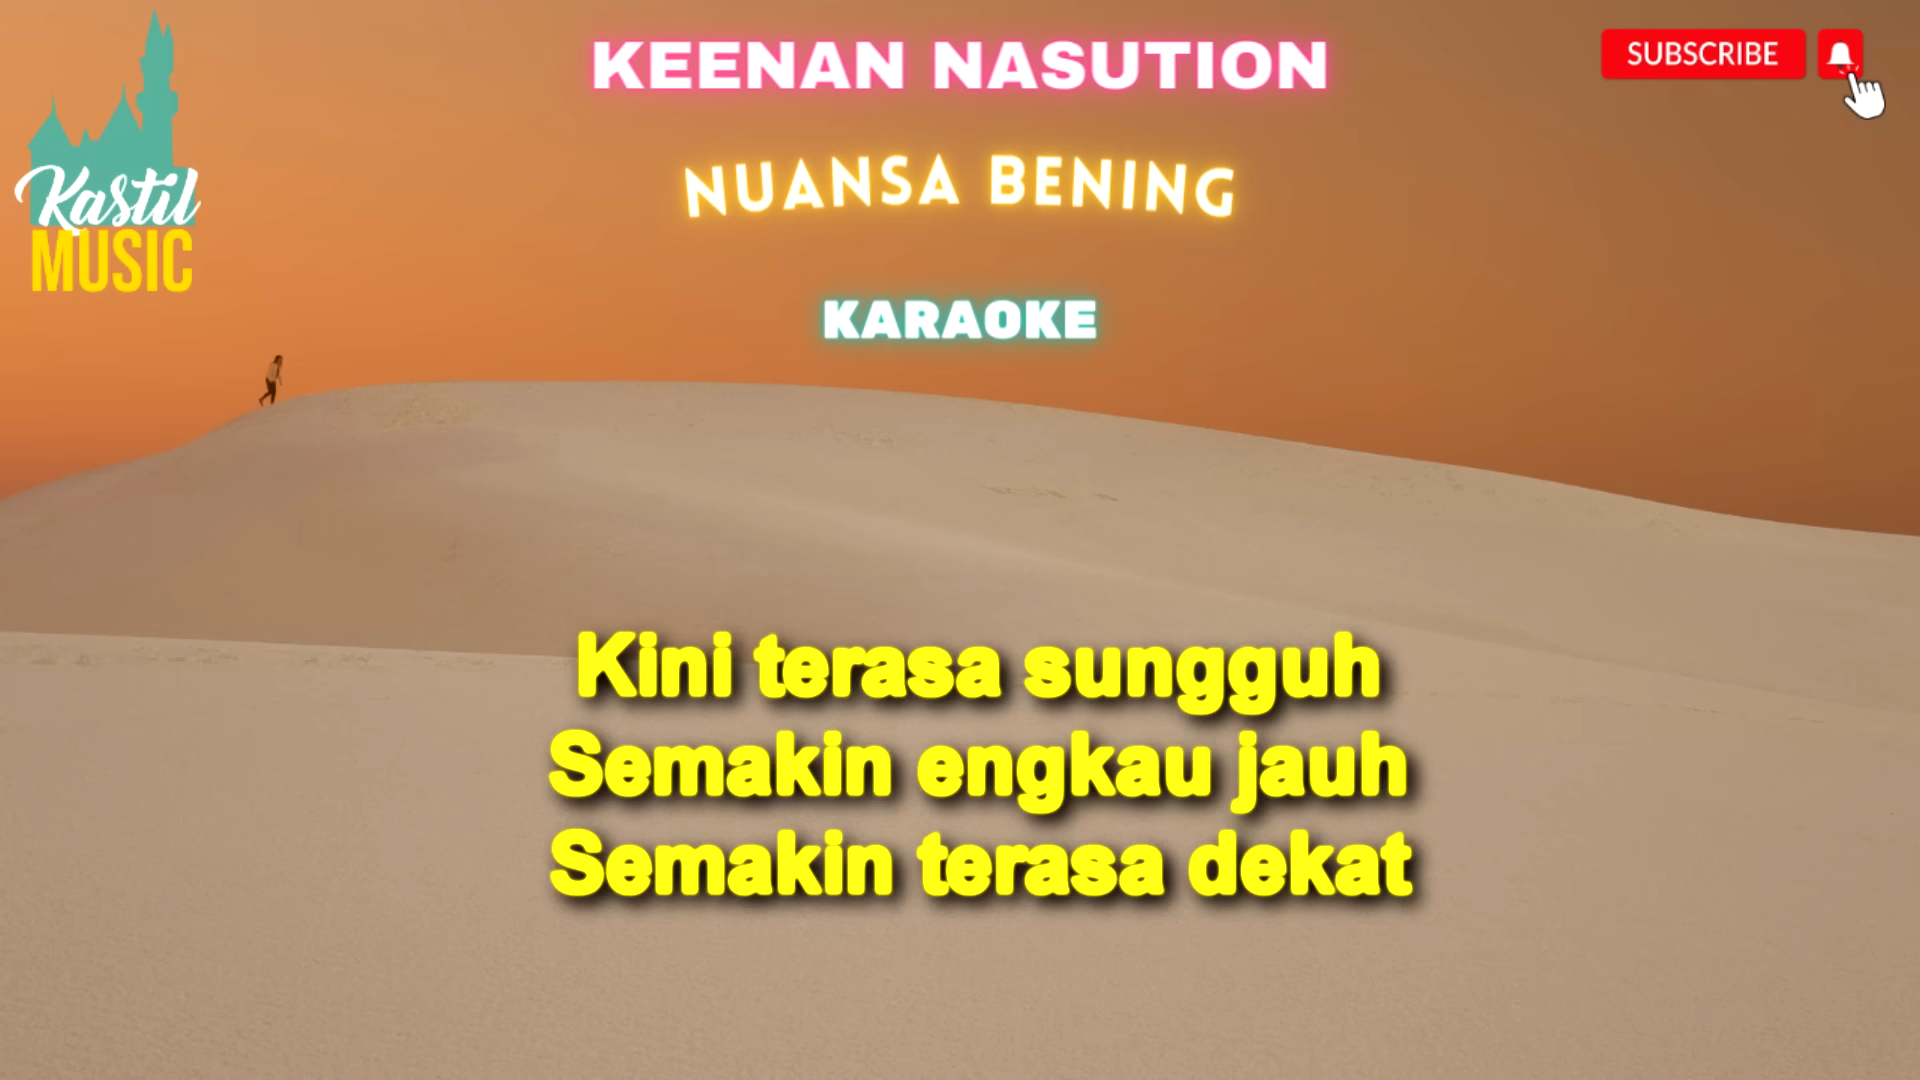 KEENAN NASUTION
SUBSCRIBE
NUANSA BENING
Kastil
MUSIC
KARAOKE
Kini terasa sungguh
Semakin engkau jauh
Semakin terasa dekat